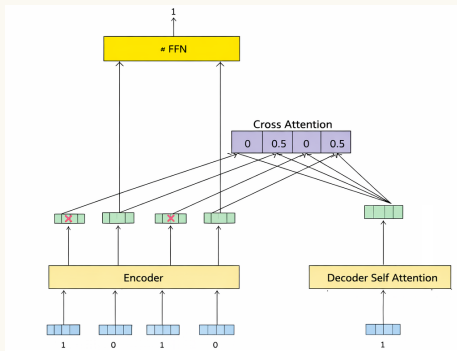 1
# FFN
Cross Attention
0 0.5 0 0.5
Encoder
Decoder Self Attention
1 0 1 0 1